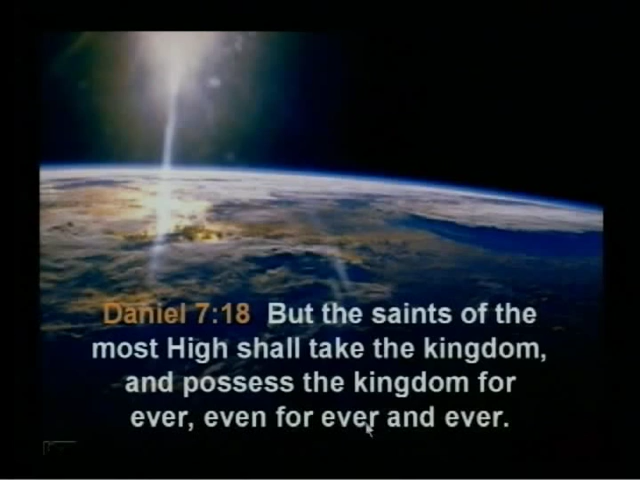 Daniel 7:18 But the saints of the
most High shall take the kingdom,
and possess the kingdom for
ever, even for ever and ever.